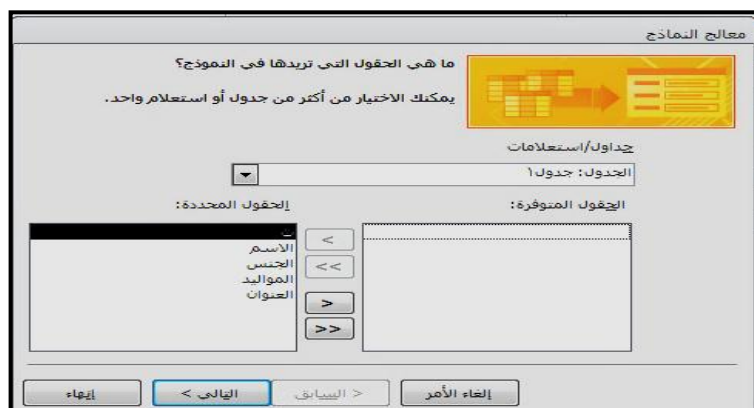 معالج النماذج
ما هي الحقول التي تريدها في النموذج؟
يمكنك الاختيار من أكثر من جدول أو استعلام واحد.
جداول/استعلامات
الجدول: جدول١
الحقول المتوفرة:
الحقول المحددة:
>
>>
<
<<
ت
الاسم
الجنس
المواليد
العنوان
إلغاء الأمر
< السابق
التالي >
إنهاء